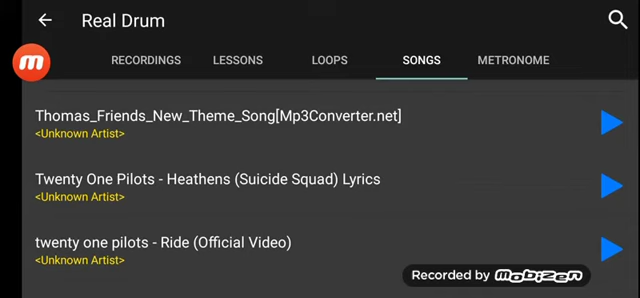 Real Drum
RECORDINGS LESSONS LOOPS SONGS METRONOME
Thomas_Friends_New_Theme_Song[Mp3Converter.net]
<Unknown Artist>
Twenty One Pilots - Heathens (Suicide Squad) Lyrics
<Unknown Artist>
twenty one pilots - Ride (Official Video)
<Unknown Artist>
Recorded by mobizen